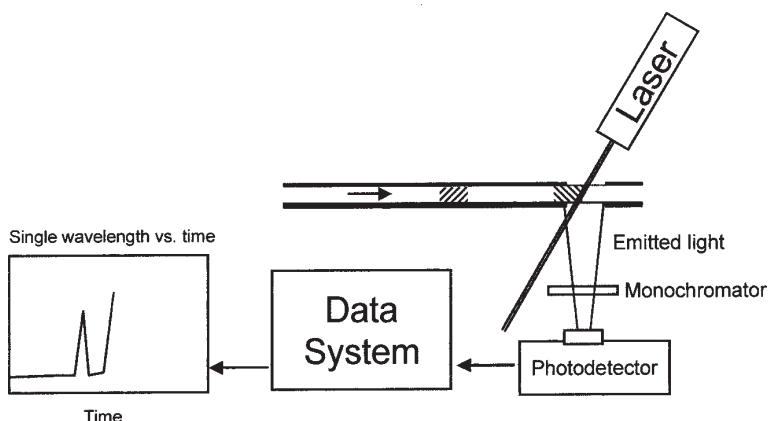 Laser
Single wavelength vs. time
Emitted light
Data
System
Monochromator
Photodetector
Time